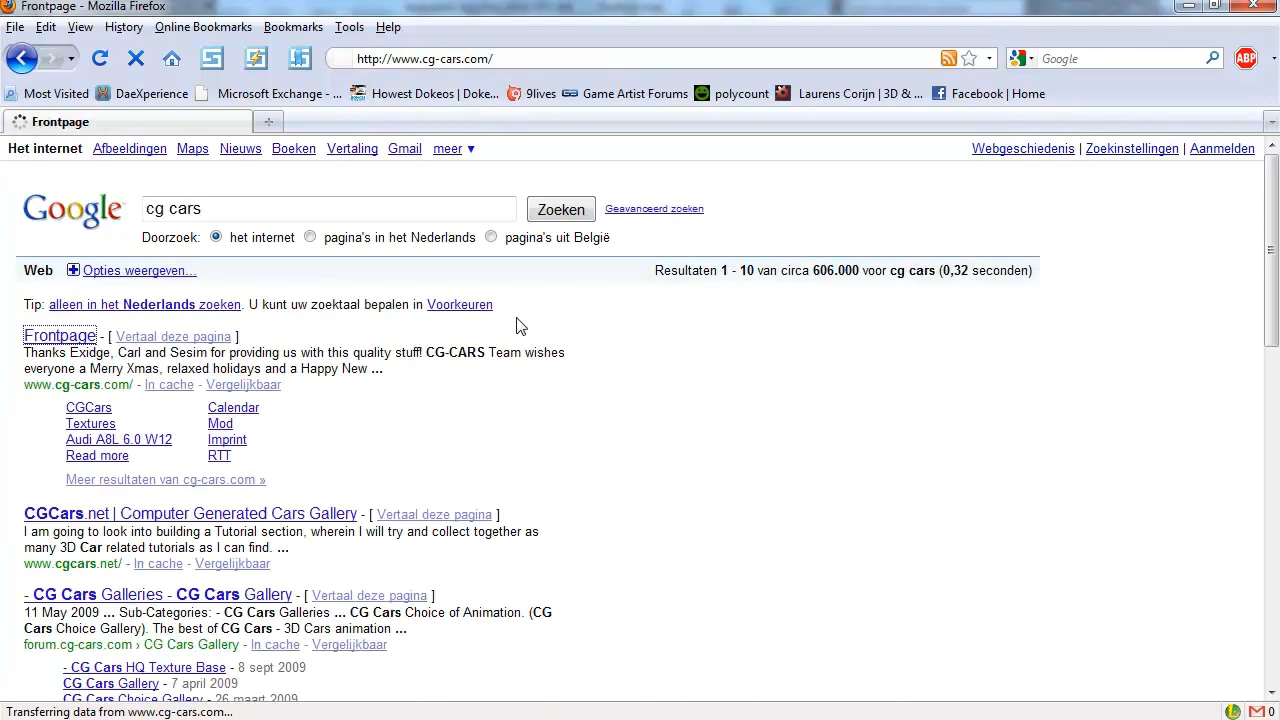 Frontpage - Mozilla Firefox
File Edit View History Online Bookmarks Bookmarks Tools Help
http://www.cg-cars.com/ Google ABP
Most Visited DaeXperience Microsoft Exchange - ... Howest Dokeos | Doke... 9lives Game Artist Forums polycount Laurens Corijn | 3D & ... Facebook | Home
Frontpage
Het internet Afbeeldingen Maps Nieuws Boeken Vertaling Gmail meer ▼ Webgeschiedenis | Zoekinstellingen | Aanmelden
Google cg cars Zoeken Geavanceerd zoeken
Doorzoek: het internet pagina's in het Nederlands pagina's uit België
Web Opties weergeven... Resultaten 1 - 10 van circa 606.000 voor cg cars (0,32 seconden)
Tip: alleen in het Nederlands zoeken. U kunt uw zoektaal bepalen in Voorkeuren
Frontpage - [ Vertaal deze pagina ]
Thanks Exidge, Carl and Sesim for providing us with this quality stuff! CG-CARS Team wishes
everyone a Merry Xmas, relaxed holidays and a Happy New ...
www.cg-cars.com/ - In cache - Vergelijkbaar
CGCars Calendar
Textures Mod
Audi A8L 6.0 W12 Imprint
Read more RTT
Meer resultaten van cg-cars.com »
CGCars.net | Computer Generated Cars Gallery - [ Vertaal deze pagina ]
I am going to look into building a Tutorial section, wherein I will try and collect together as
many 3D Car related tutorials as I can find. ...
www.cgcars.net/ - In cache - Vergelijkbaar
- CG Cars Galleries - CG Cars Gallery - [ Vertaal deze pagina ]
11 May 2009 ... Sub-Categories: - CG Cars Galleries ... CG Cars Choice of Animation. (CG
Cars Choice Gallery). The best of CG Cars - 3D Cars animation ...
forum.cg-cars.com › CG Cars Gallery - In cache - Vergelijkbaar
- CG Cars HQ Texture Base - 8 sept 2009
CG Cars Gallery - 7 april 2009
CG Cars Choice Gallery - 26 maart 2009
Transferring data from www.cg-cars.com... 0